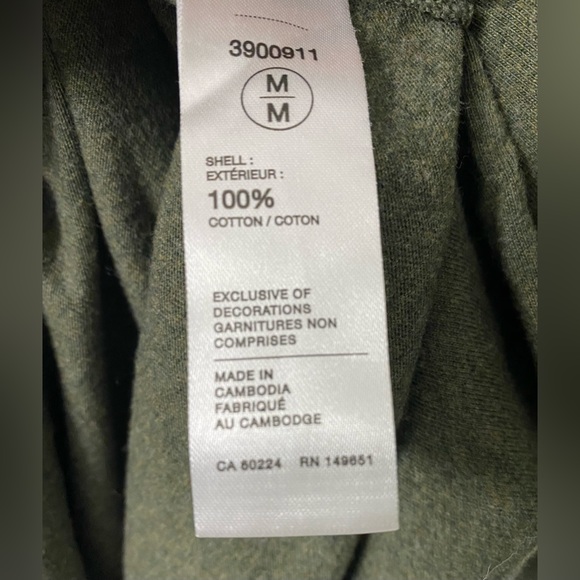 3900911
M
M
SHELL :
EXTÉRIEUR :
100%
COTTON / COTON
EXCLUSIVE OF
DECORATIONS
GARNITURES NON
COMPRISES
MADE IN
CAMBODIA
FABRIQUÉ
AU CAMBODGE
CA 60224 RN 149651